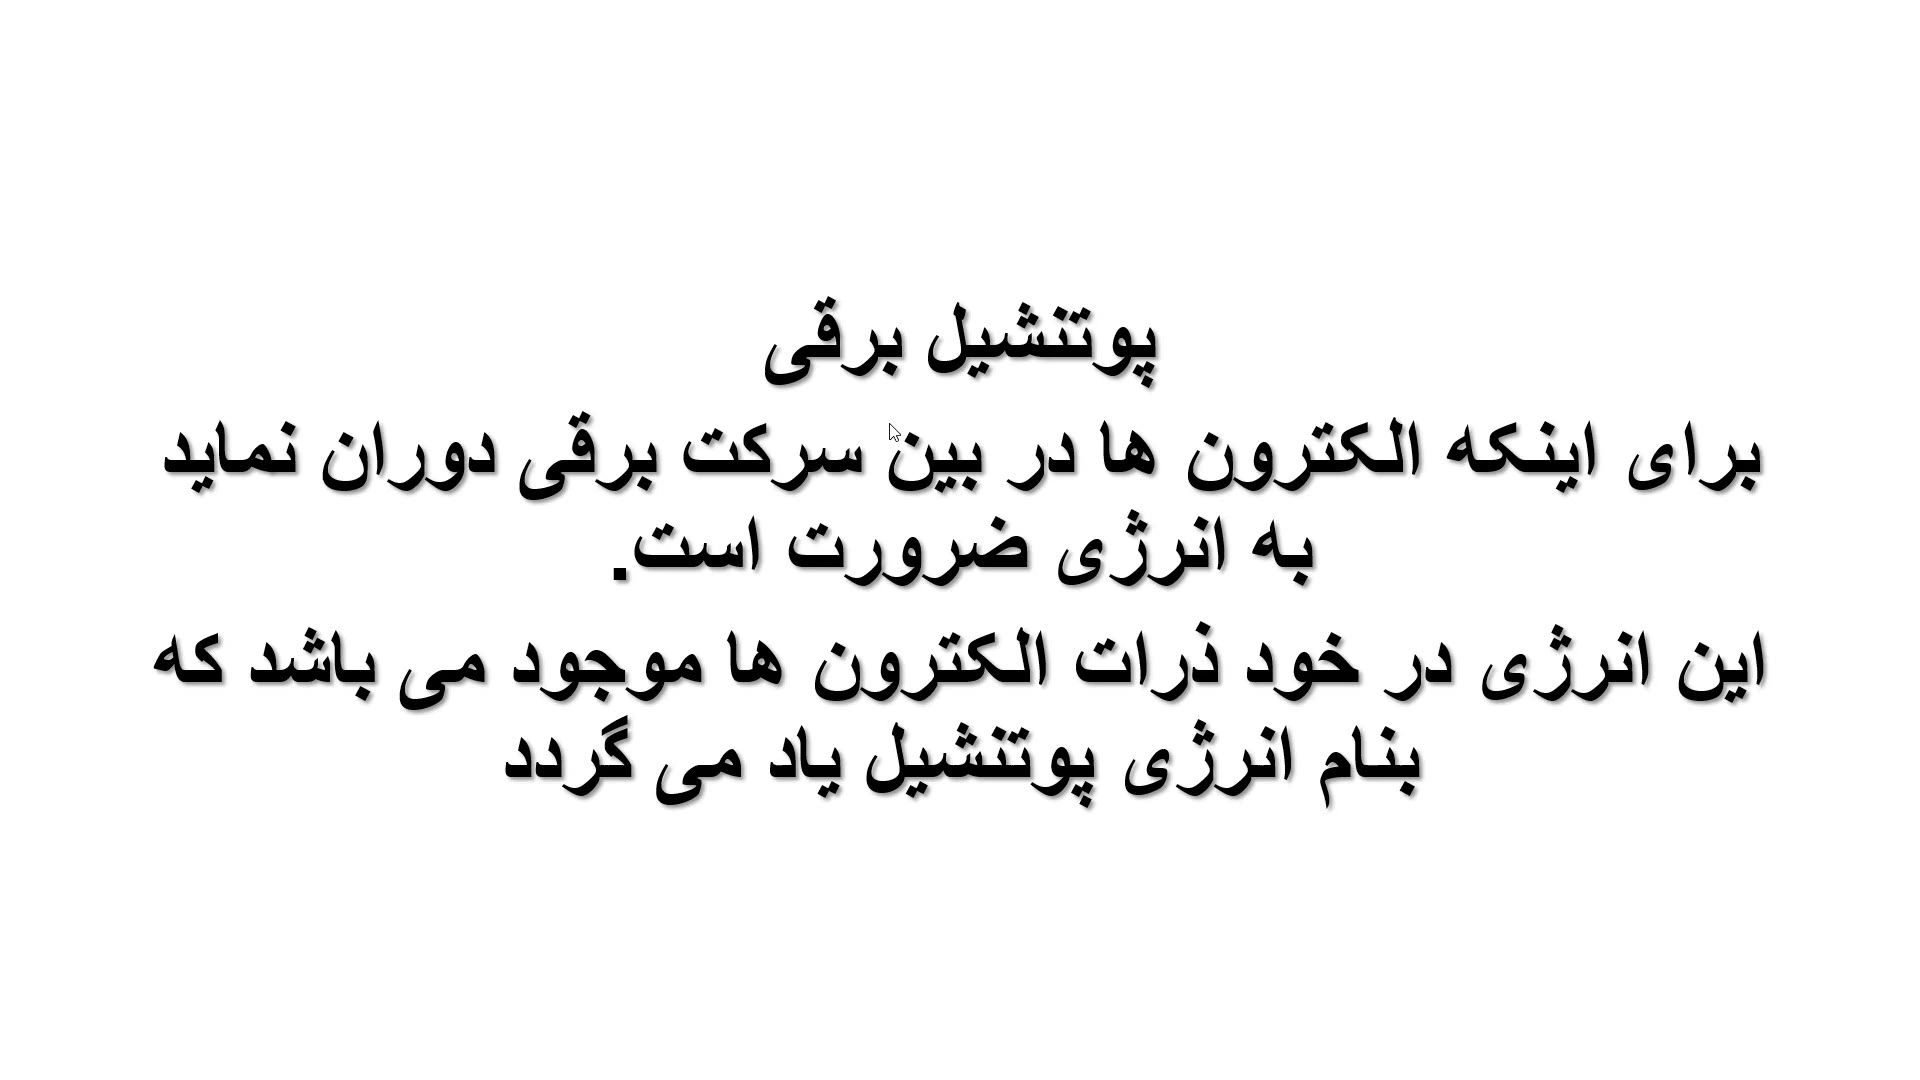 پوتنشیل برقی
برای اینکه الکترون ها در بین سرکت برقی دوران نماید
به انرژی ضرورت است.
این انرژی در خود ذرات الکترون ها موجود می باشد که
بنام انرژی پوتنشیل یاد می گردد